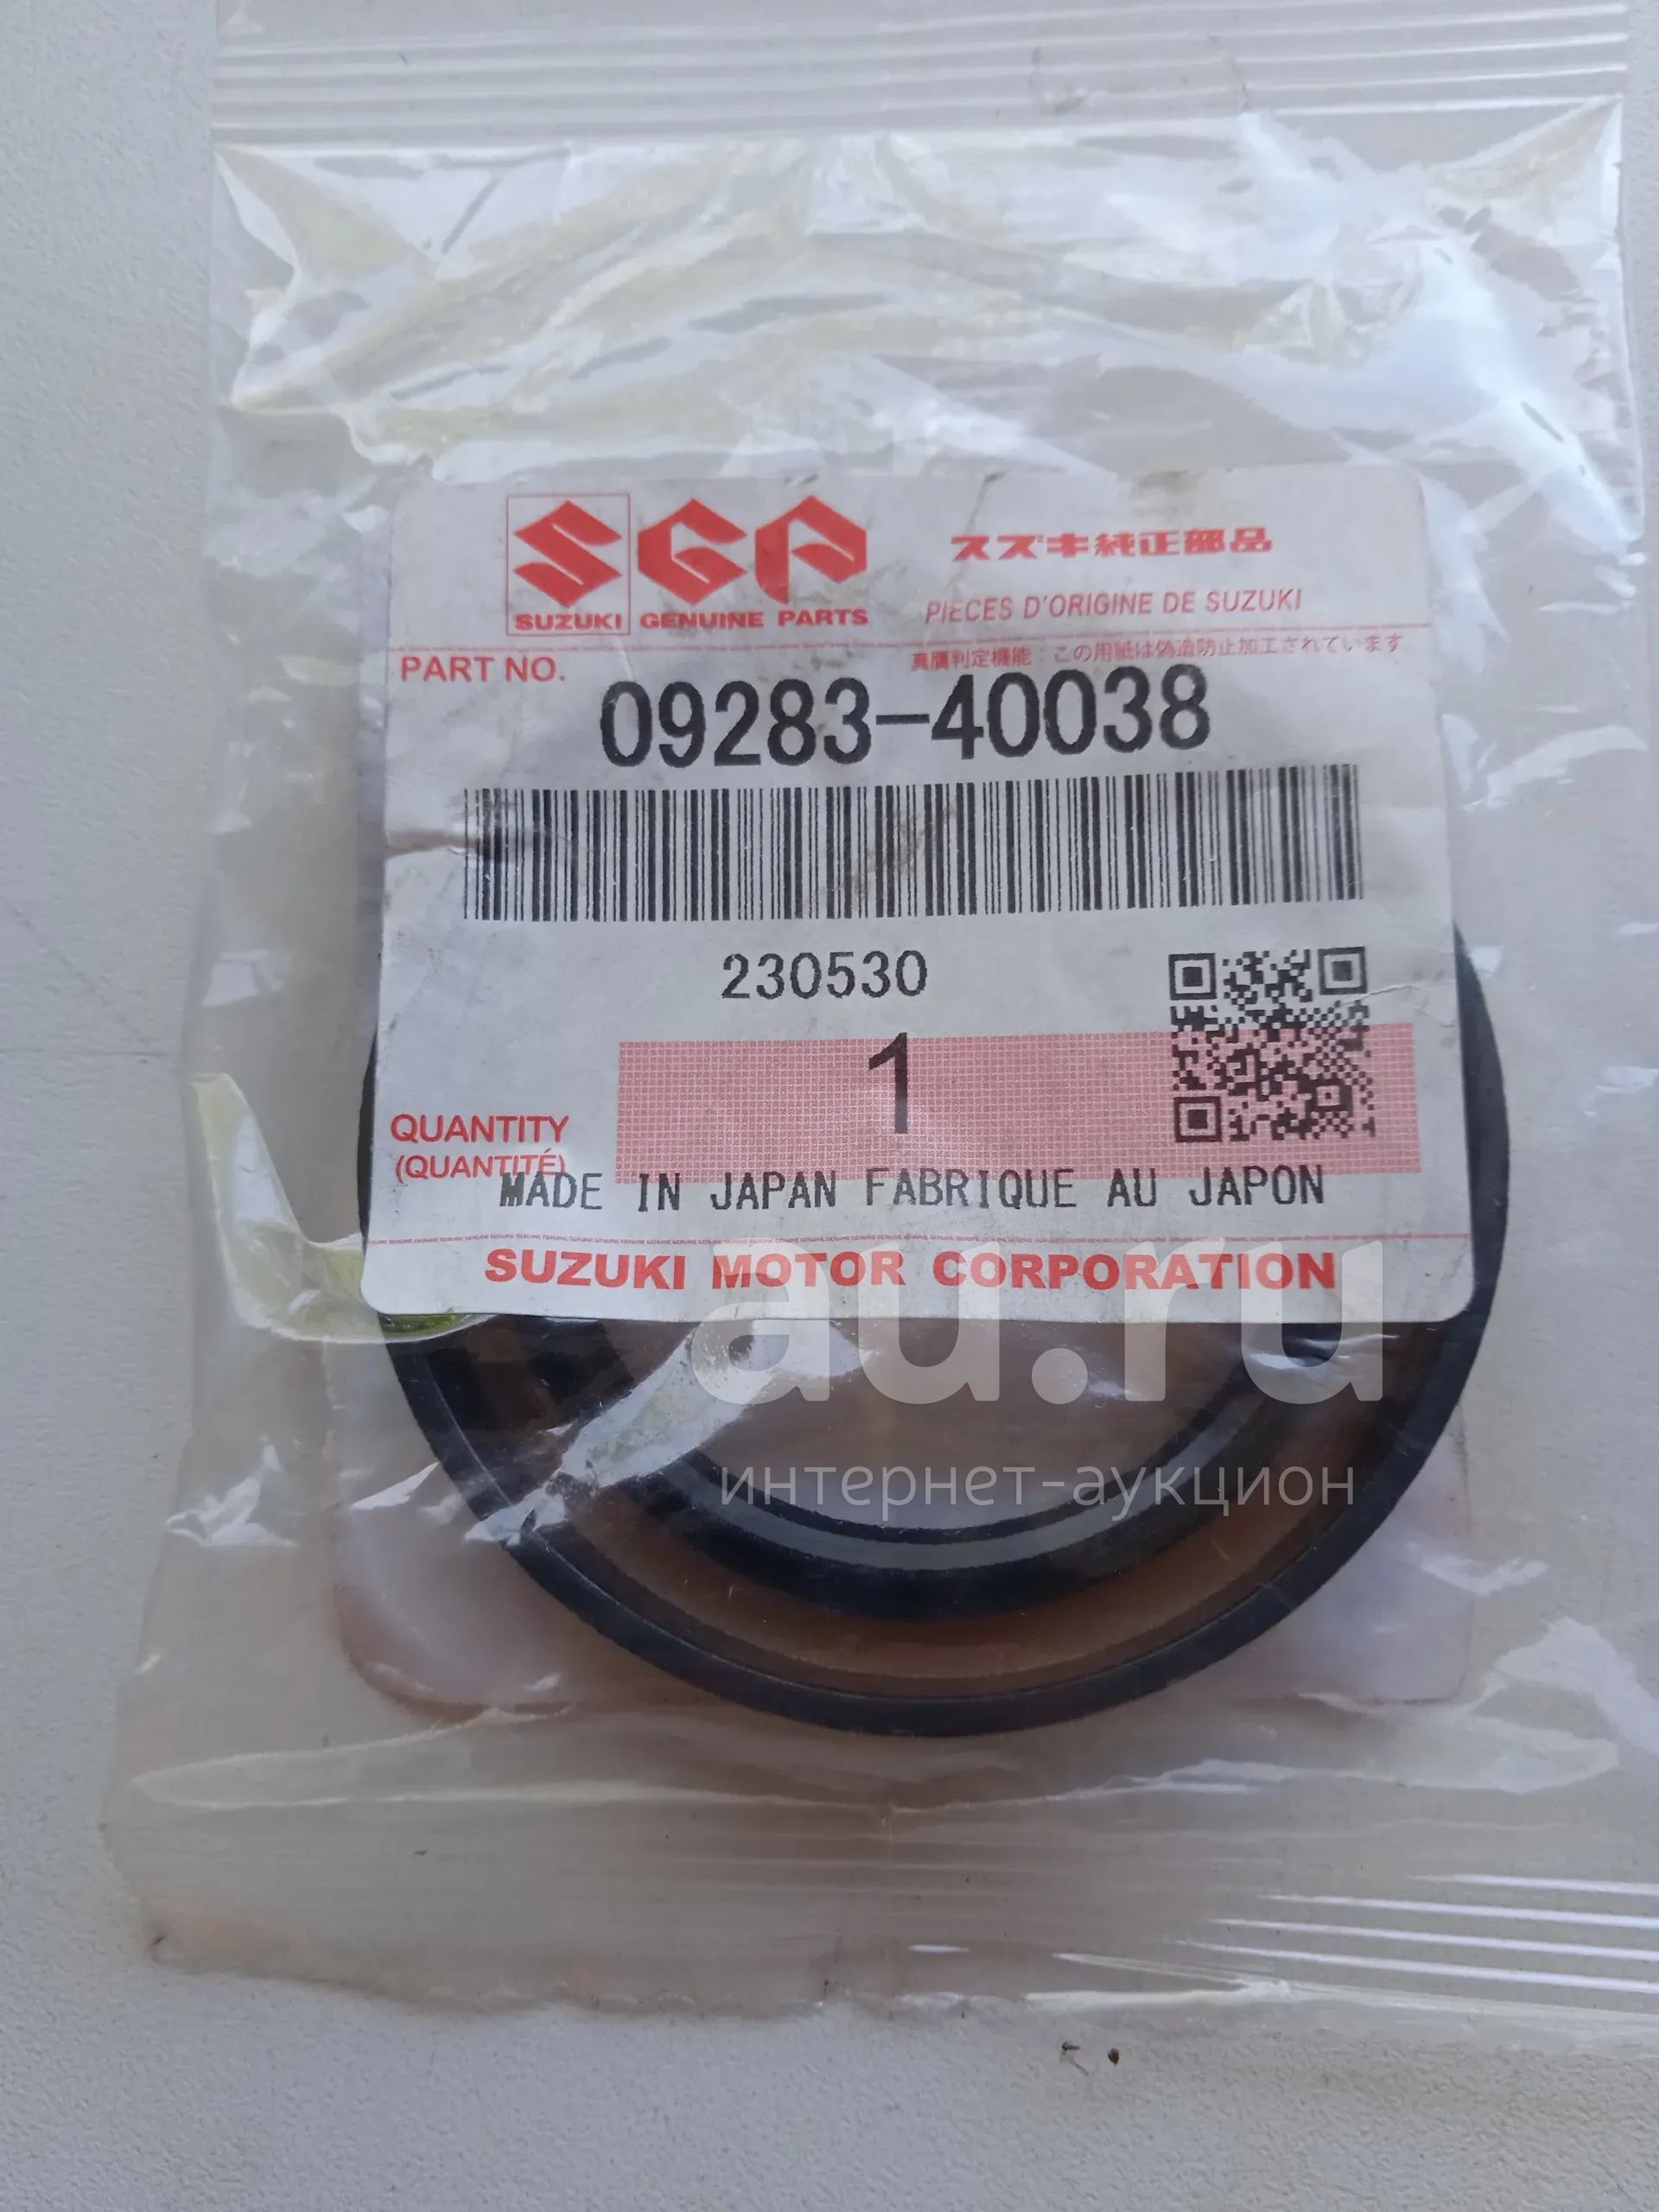 SGP
スズキ純正部品
SUZUKI GENUINE PARTS
PIECES D'ORIGINE DE SUZUKI
PART NO.
真贋判定機能：この用紙は偽造防止加工されています
09283-40038
230530
1
QUANTITY
(QUANTITÉ)
MADE IN JAPAN FABRIQUE AU JAPON
SUZUKI MOTOR CORPORATION
au.ru
интернет-аукцион